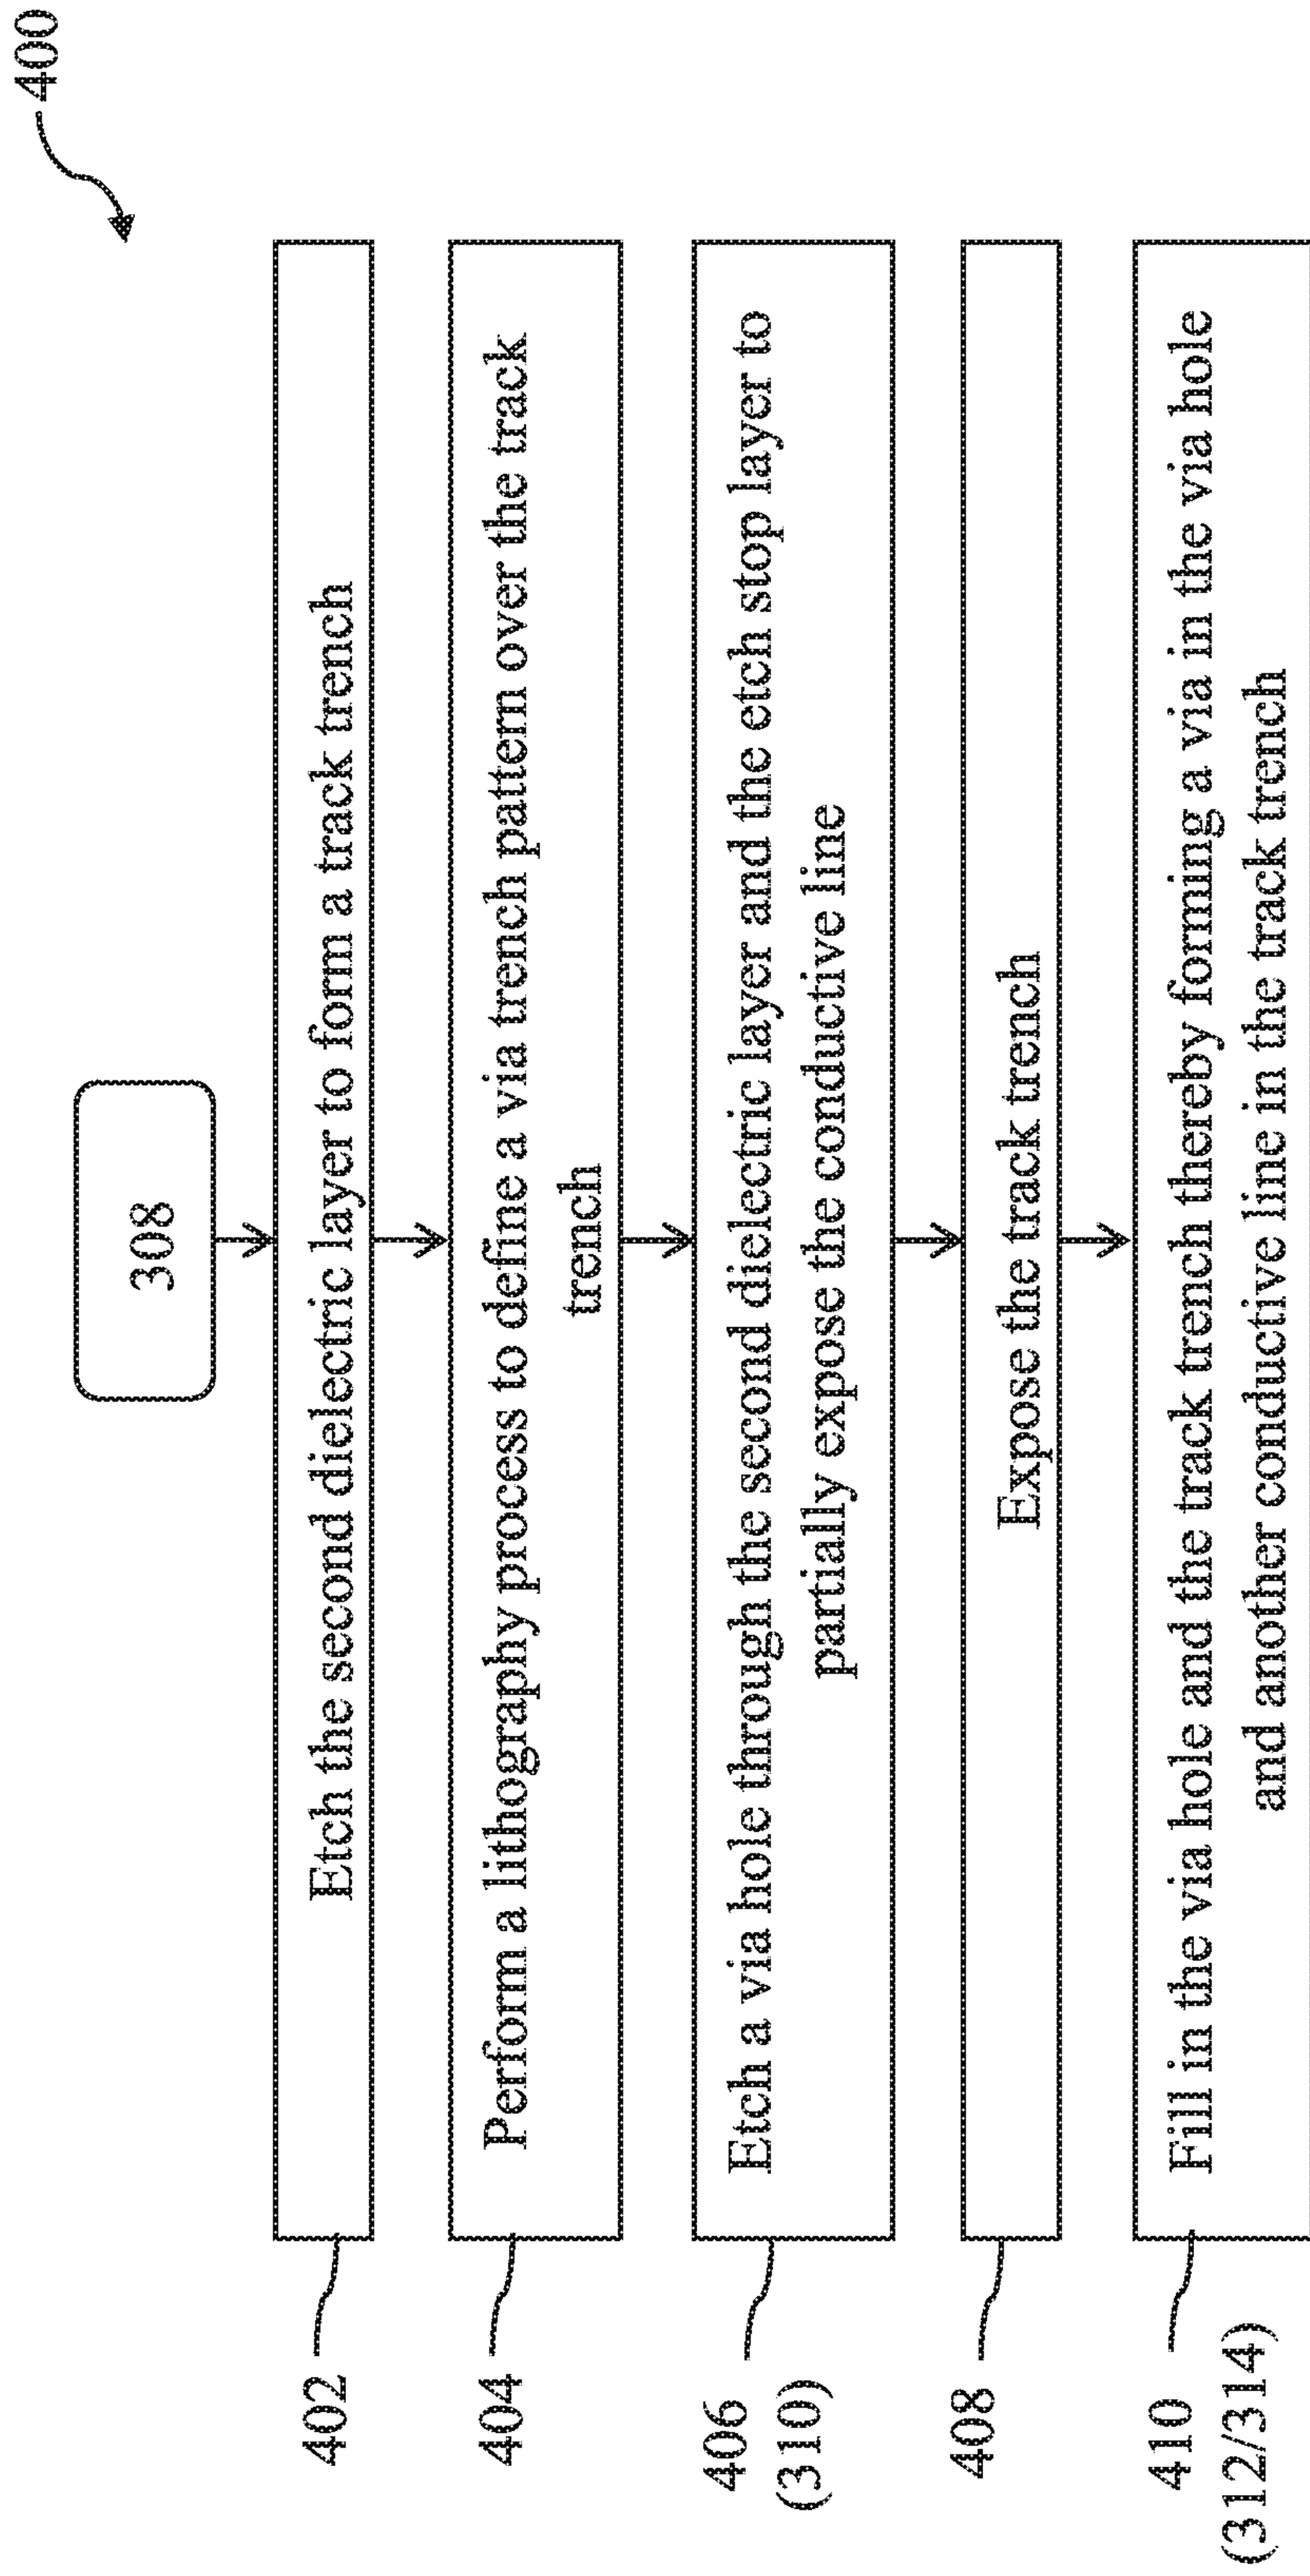 400
308
402
Etch the second dielectric layer to form a track trench
404
Perform a lithography process to define a via trench pattern over the track
trench
406
(310)
Etch a via hole through the second dielectric layer and the etch stop layer to
partially expose the conductive line
408
Expose the track trench
410
(312/314)
Fill in the via hole and the track trench thereby forming a via in the via hole
and another conductive line in the track trench